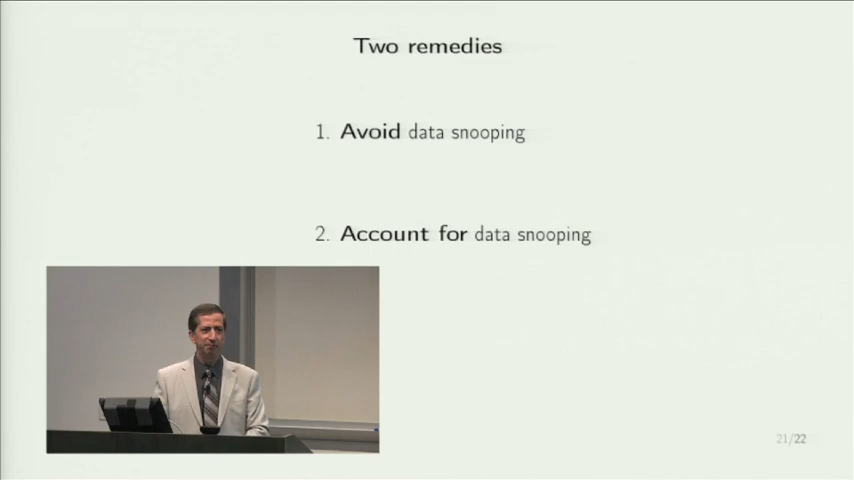 Two remedies
1. Avoid data snooping
2. Account for data snooping
21/22